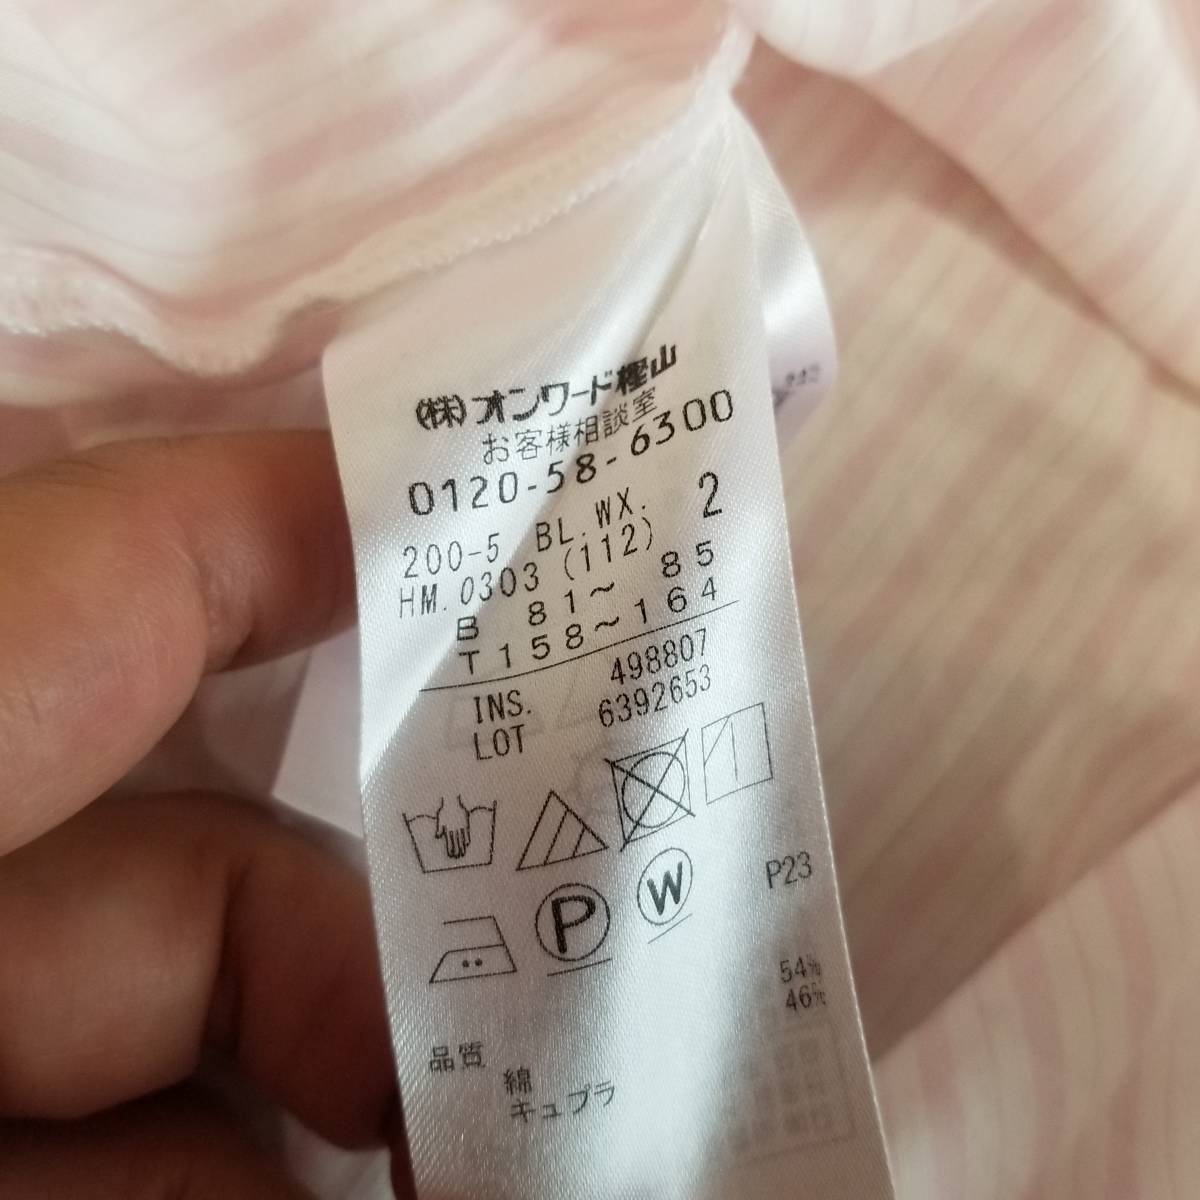 (株)オンワード樫山
お客様相談室
0120-58-6300
200-5 BL.WX. 2
HM.0303 (112)
B 81～85
T158～164
INS. 498807
LOT 6392653
P W
P23
品質
綿 54%
キュプラ 46%